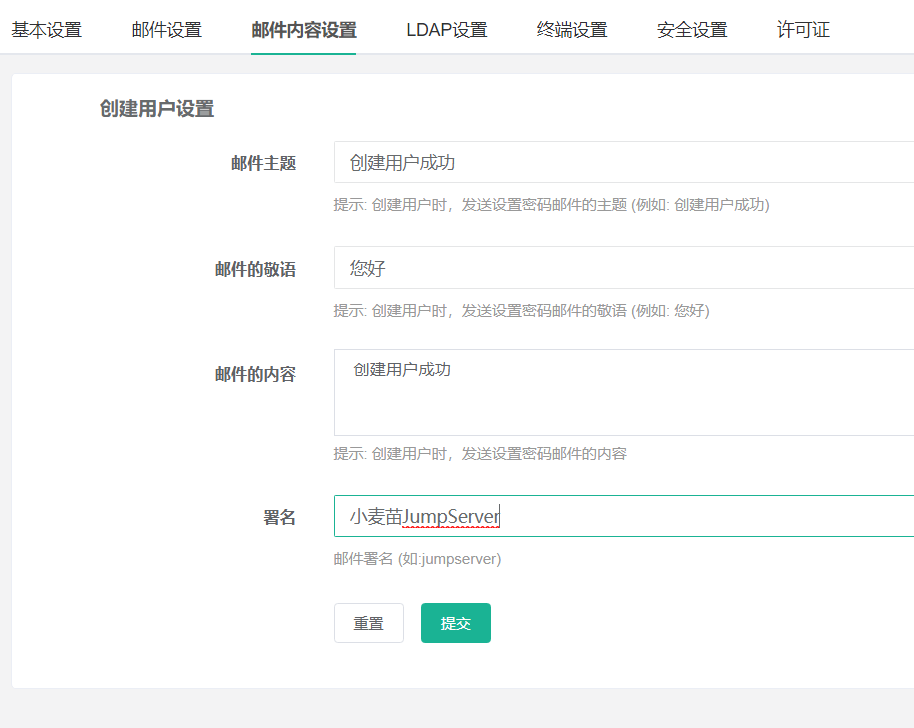 基本设置 邮件设置 邮件内容设置 LDAP设置 终端设置 安全设置 许可证
创建用户设置
邮件主题 创建用户成功
提示: 创建用户时，发送设置密码邮件的主题 (例如: 创建用户成功)
邮件的敬语 您好
提示: 创建用户时，发送设置密码邮件的敬语 (例如: 您好)
邮件的内容 创建用户成功
提示: 创建用户时，发送设置密码邮件的内容
署名 小麦苗JumpServer
邮件署名 (如:jumpserver)
重置 提交